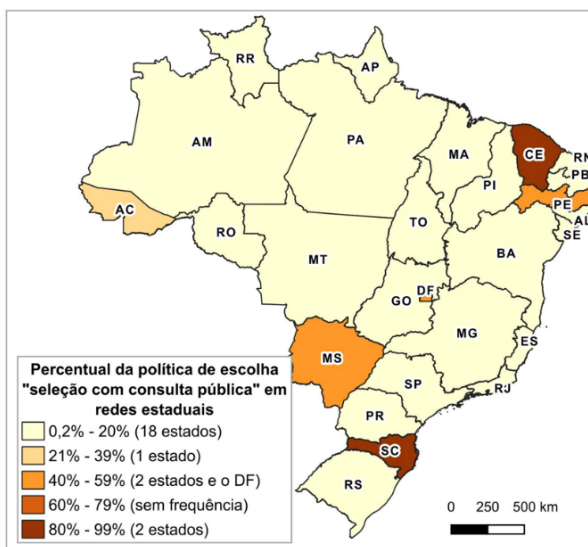 RR
AP
AM
PA
MA
CE
RN
PB
PI
PE
AL
SE
AC
RO
TO
BA
MT
DF
GO
MG
ES
MS
SP
RJ
PR
SC
RS
Percentual da política de escolha
"seleção com consulta pública" em
redes estaduais
0,2% - 20% (18 estados)
21% - 39% (1 estado)
40% - 59% (2 estados e o DF)
60% - 79% (sem frequência)
80% - 99% (2 estados)
0 250 500 km